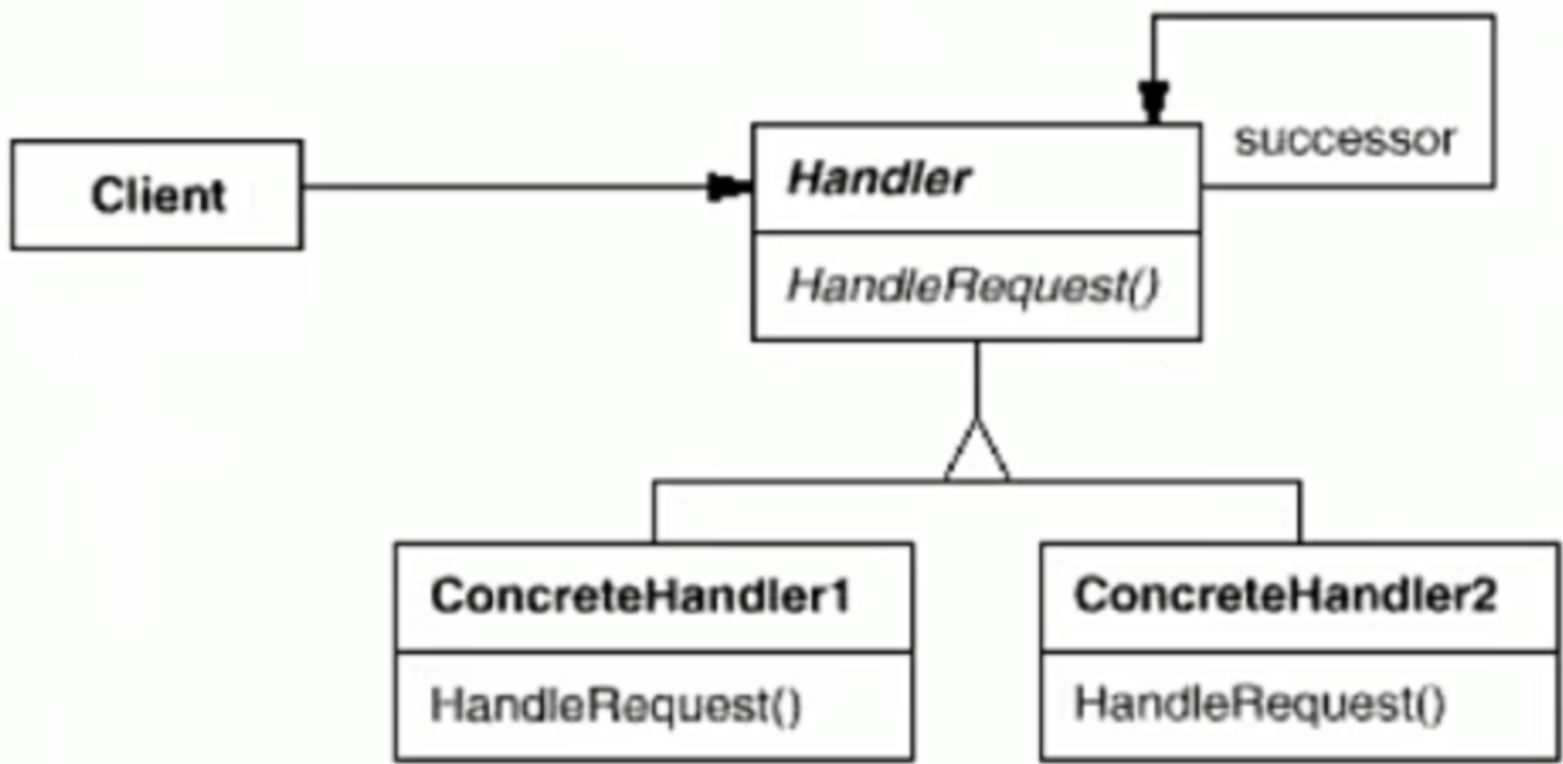 successor
Client
Handler
HandleRequest()
ConcreteHandler1
ConcreteHandler2
HandleRequest()
HandleRequest()